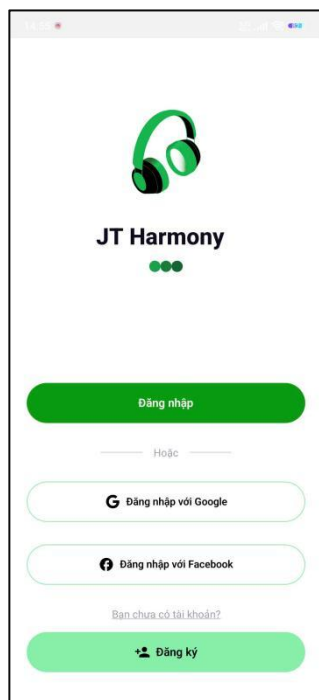 JT Harmony
Đăng nhập
Hoặc
Đăng nhập với Google
Đăng nhập với Facebook
Bạn chưa có tài khoản?
Đăng ký